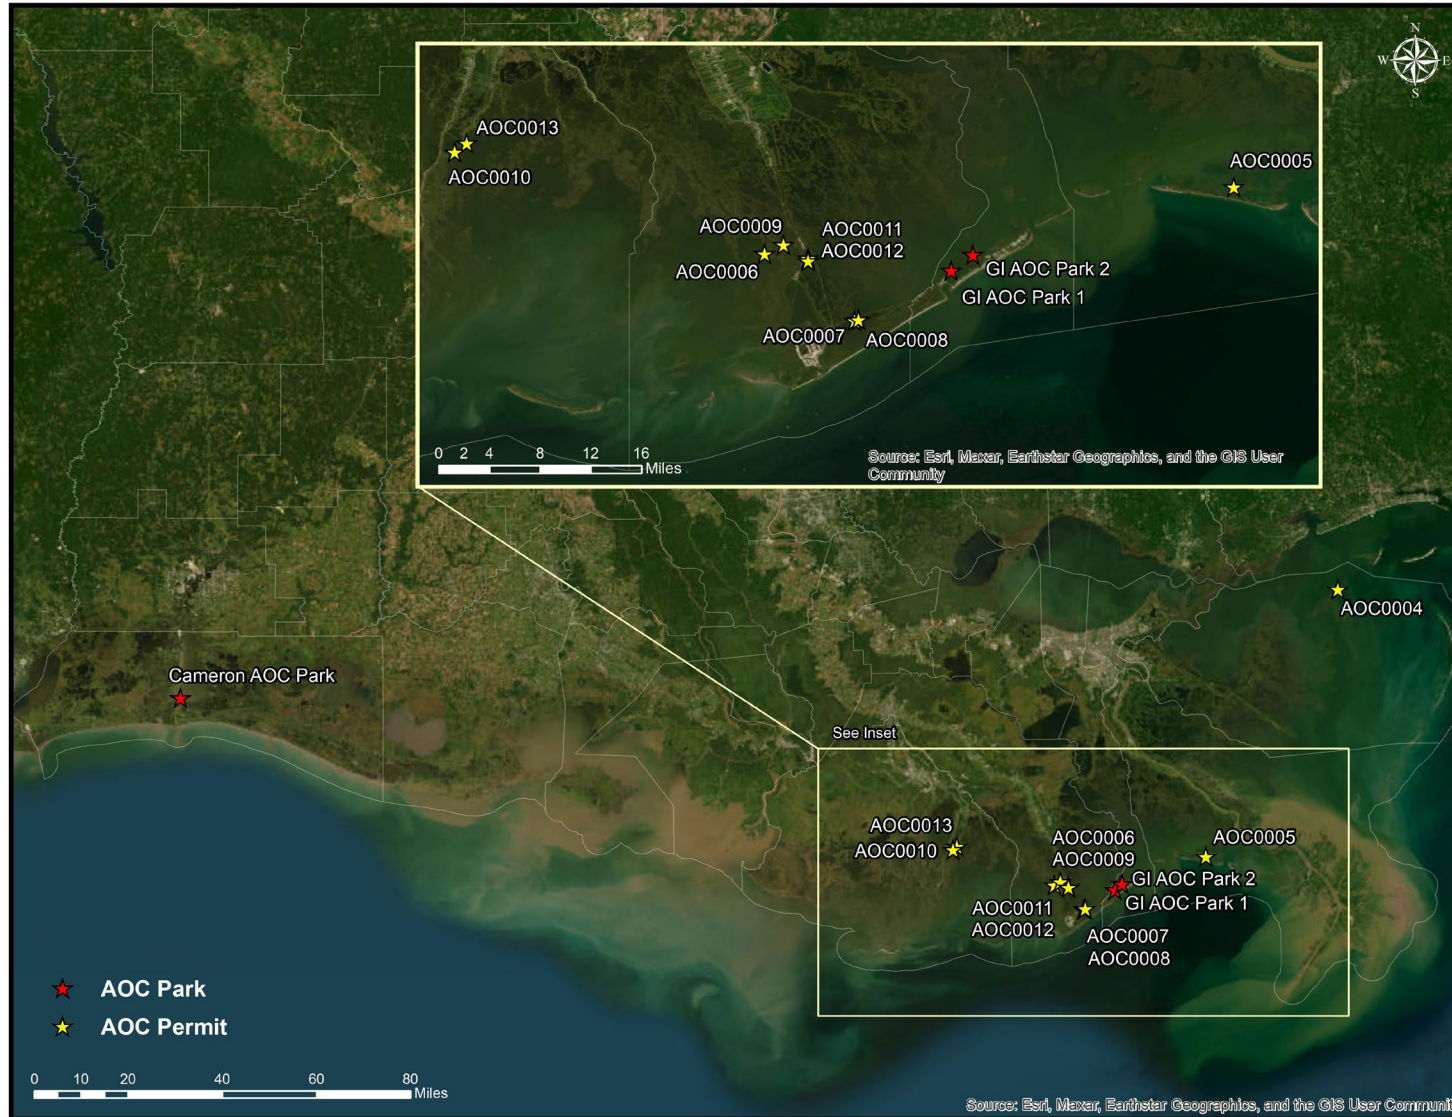 N
W E
S
AOC0013
AOC0010
AOC0005
AOC0009
AOC0006
AOC0011
AOC0012
GI AOC Park 2
GI AOC Park 1
AOC0007
AOC0008
0 2 4 8 12 16
Miles
Source: Esri, Maxar, Earthstar Geographics, and the GIS User
Community
AOC0004
Cameron AOC Park
See Inset
AOC0013
AOC0010
AOC0006
AOC0009
AOC0005
GI AOC Park 2
GI AOC Park 1
AOC0011
AOC0012
AOC0007
AOC0008
AOC Park
AOC Permit
0 10 20 40 60 80
Miles
Source: Esri, Maxar, Earthstar Geographics, and the GIS User Communi